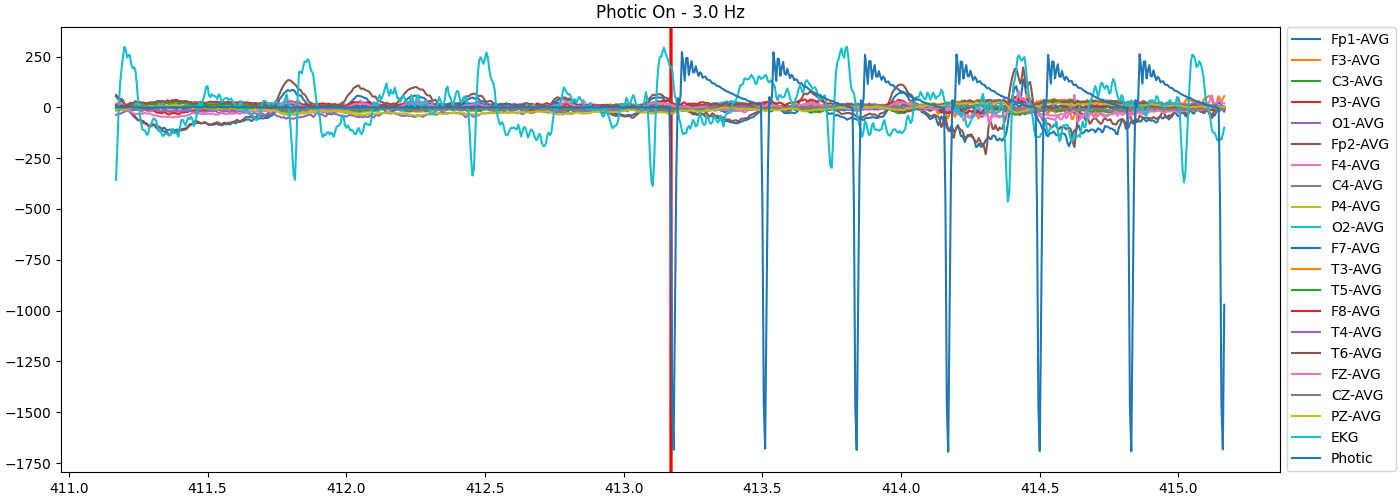 Photic On - 3.0 Hz
250
0
−250
−500
−750
−1000
−1250
−1500
−1750
411.0 411.5 412.0 412.5 413.0 413.5 414.0 414.5 415.0
Fp1-AVG
F3-AVG
C3-AVG
P3-AVG
O1-AVG
Fp2-AVG
F4-AVG
C4-AVG
P4-AVG
O2-AVG
F7-AVG
T3-AVG
T5-AVG
F8-AVG
T4-AVG
T6-AVG
FZ-AVG
CZ-AVG
PZ-AVG
EKG
Photic